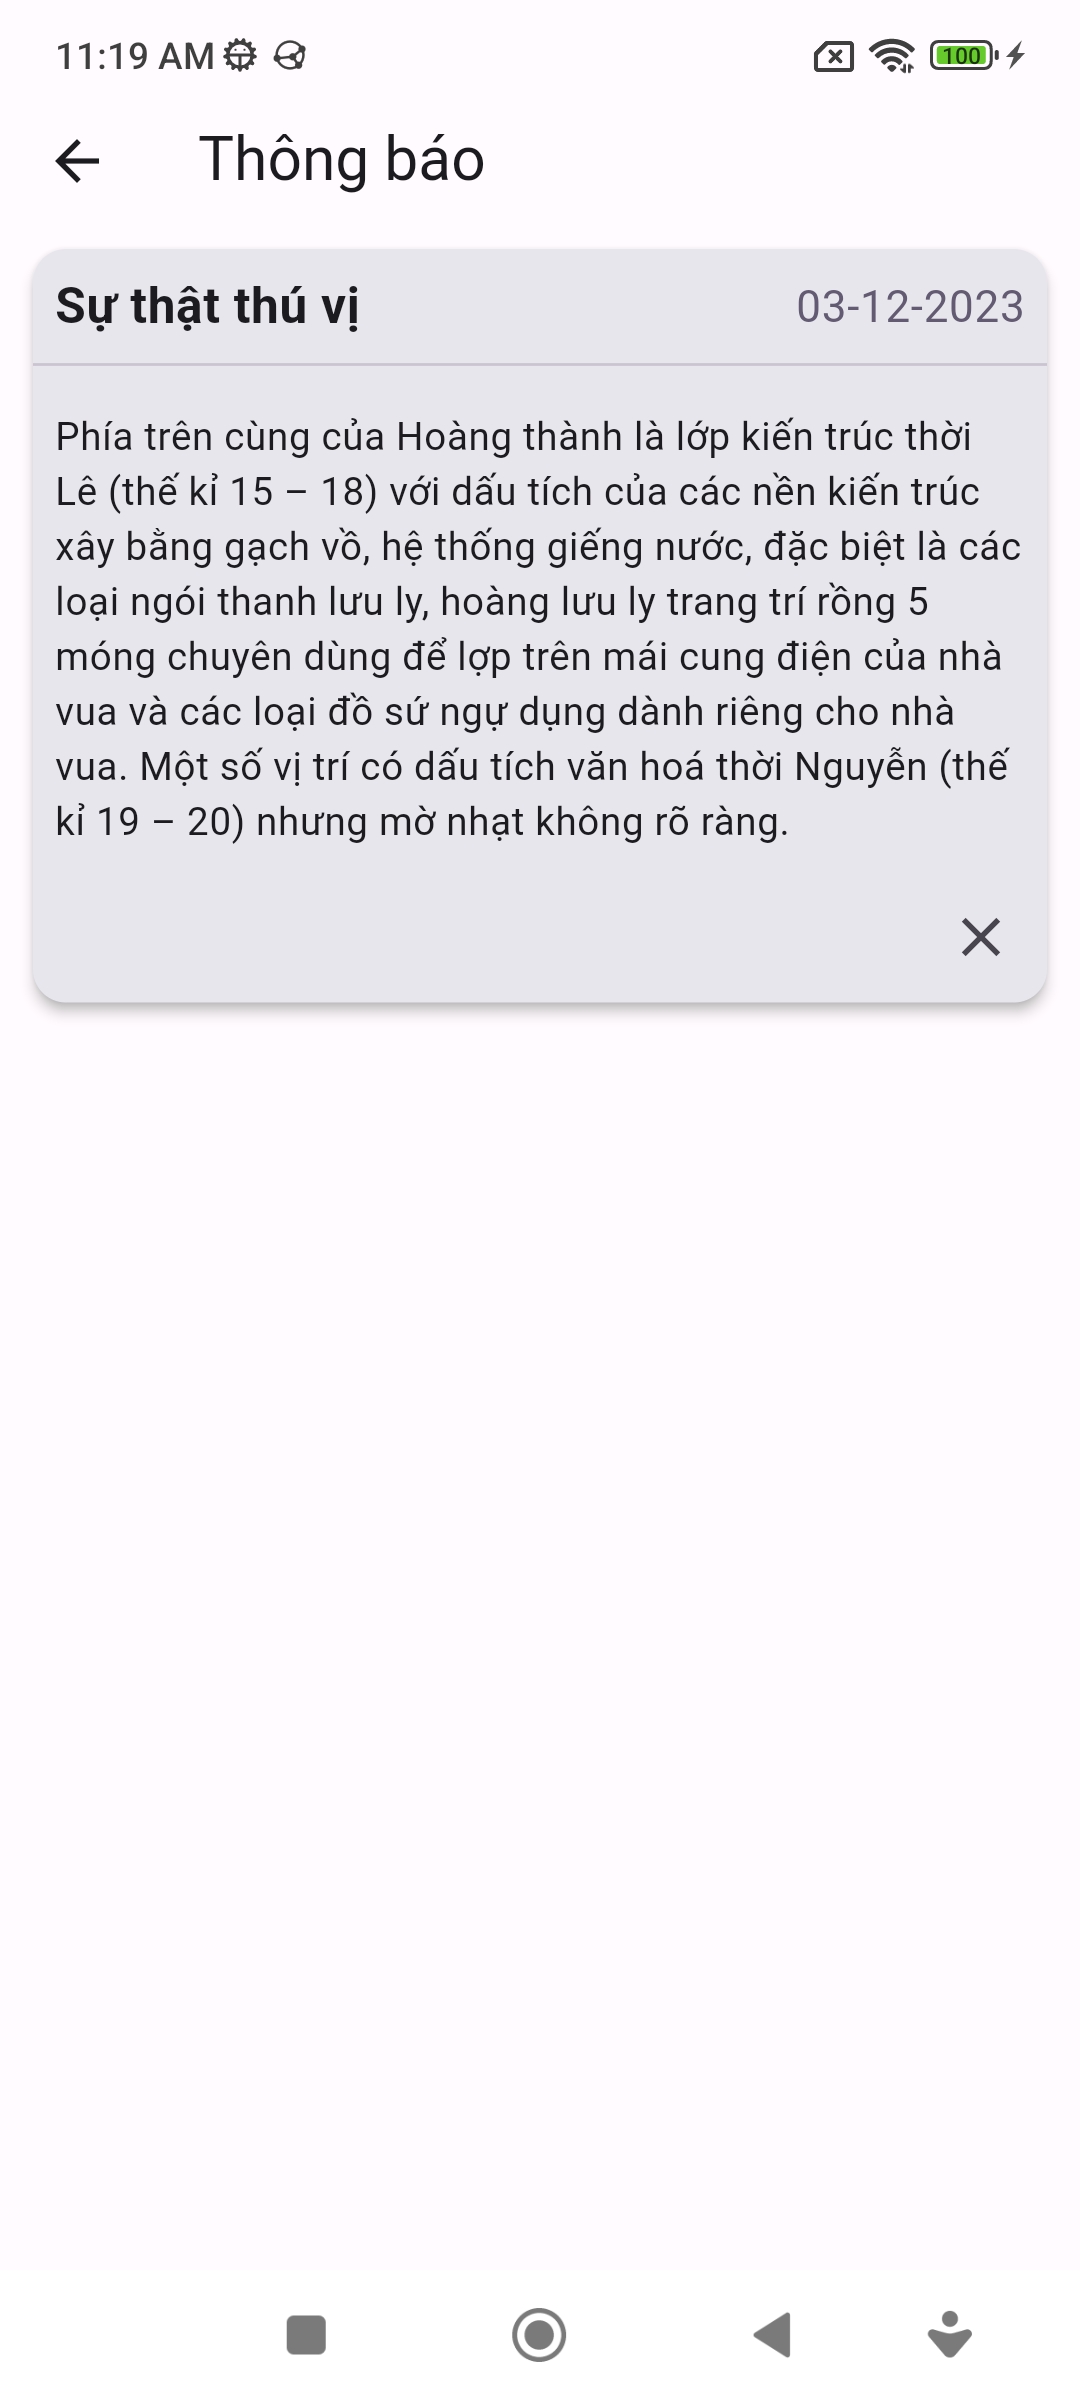 11:19 AM
100
Thông báo
Sự thật thú vị
03-12-2023
Phía trên cùng của Hoàng thành là lớp kiến trúc thời
Lê (thế kỉ 15 – 18) với dấu tích của các nền kiến trúc
xây bằng gạch vồ, hệ thống giếng nước, đặc biệt là các
loại ngói thanh lưu ly, hoàng lưu ly trang trí rồng 5
móng chuyên dùng để lợp trên mái cung điện của nhà
vua và các loại đồ sứ ngự dụng dành riêng cho nhà
vua. Một số vị trí có dấu tích văn hoá thời Nguyễn (thế
kỉ 19 – 20) nhưng mờ nhạt không rõ ràng.